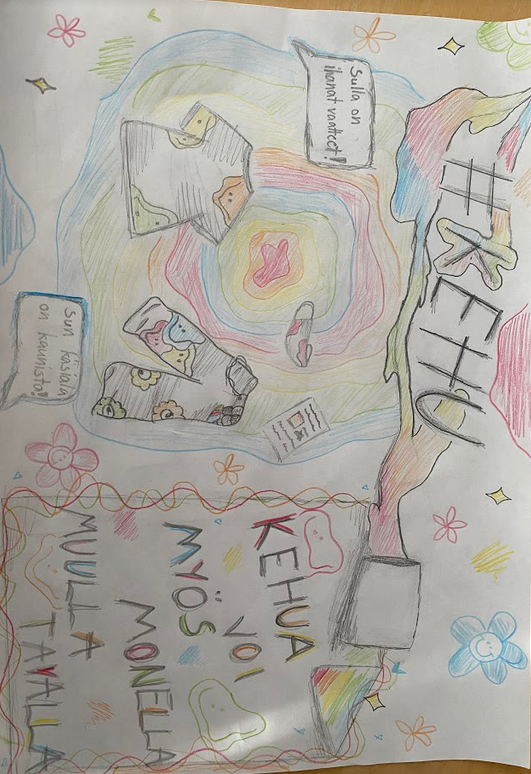 #KEHU
Sulla on
ihanat vaatteet!
Sun käsiala
on kaunista!
KEHUA
VOI
MYÖS
MONELLA
MUULLA
TAVALLA